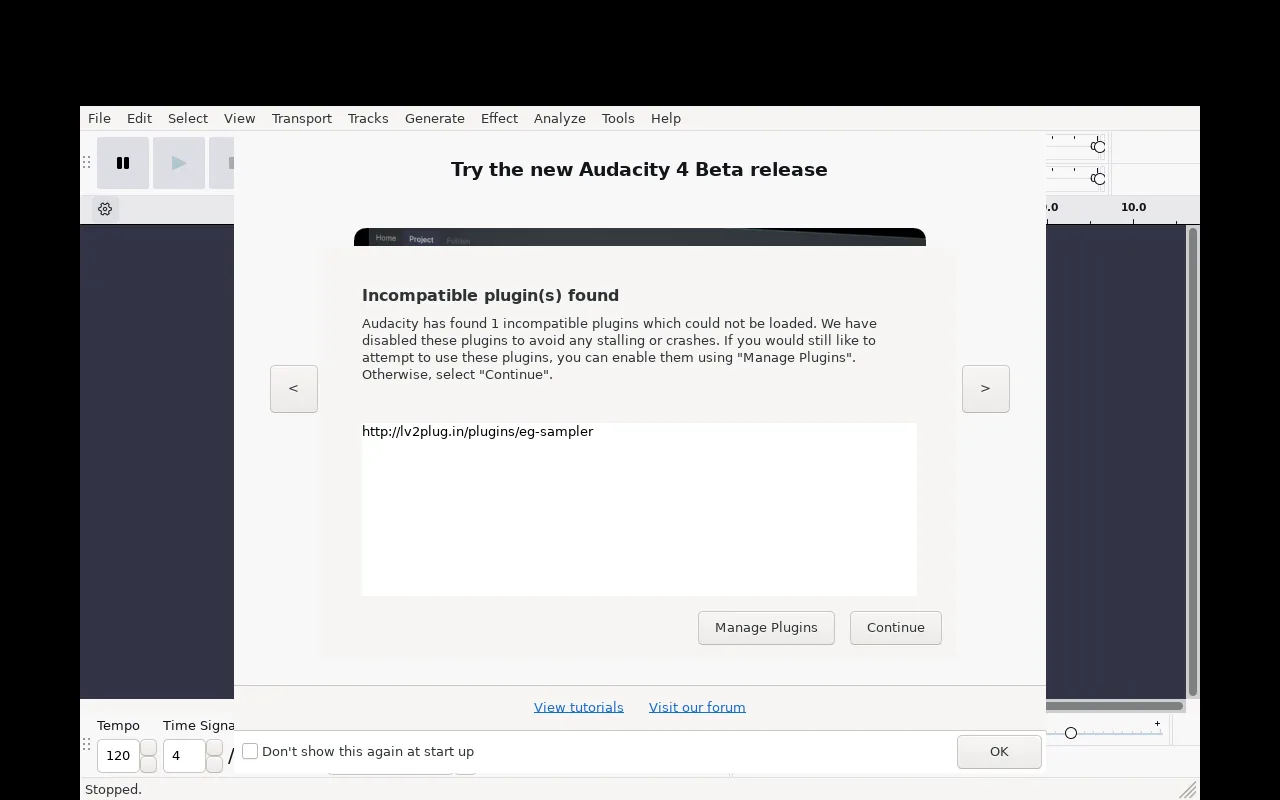 File Edit Select View Transport Tracks Generate Effect Analyze Tools Help
Try the new Audacity 4 Beta release
10.0
Home Project
Incompatible plugin(s) found
Audacity has found 1 incompatible plugins which could not be loaded. We have
disabled these plugins to avoid any stalling or crashes. If you would still like to
attempt to use these plugins, you can enable them using "Manage Plugins".
Otherwise, select "Continue".
< >
http://lv2plug.in/plugins/eg-sampler
Manage Plugins Continue
View tutorials Visit our forum
Tempo Time Signa
120 4 /
Don't show this again at start up
OK
Stopped.